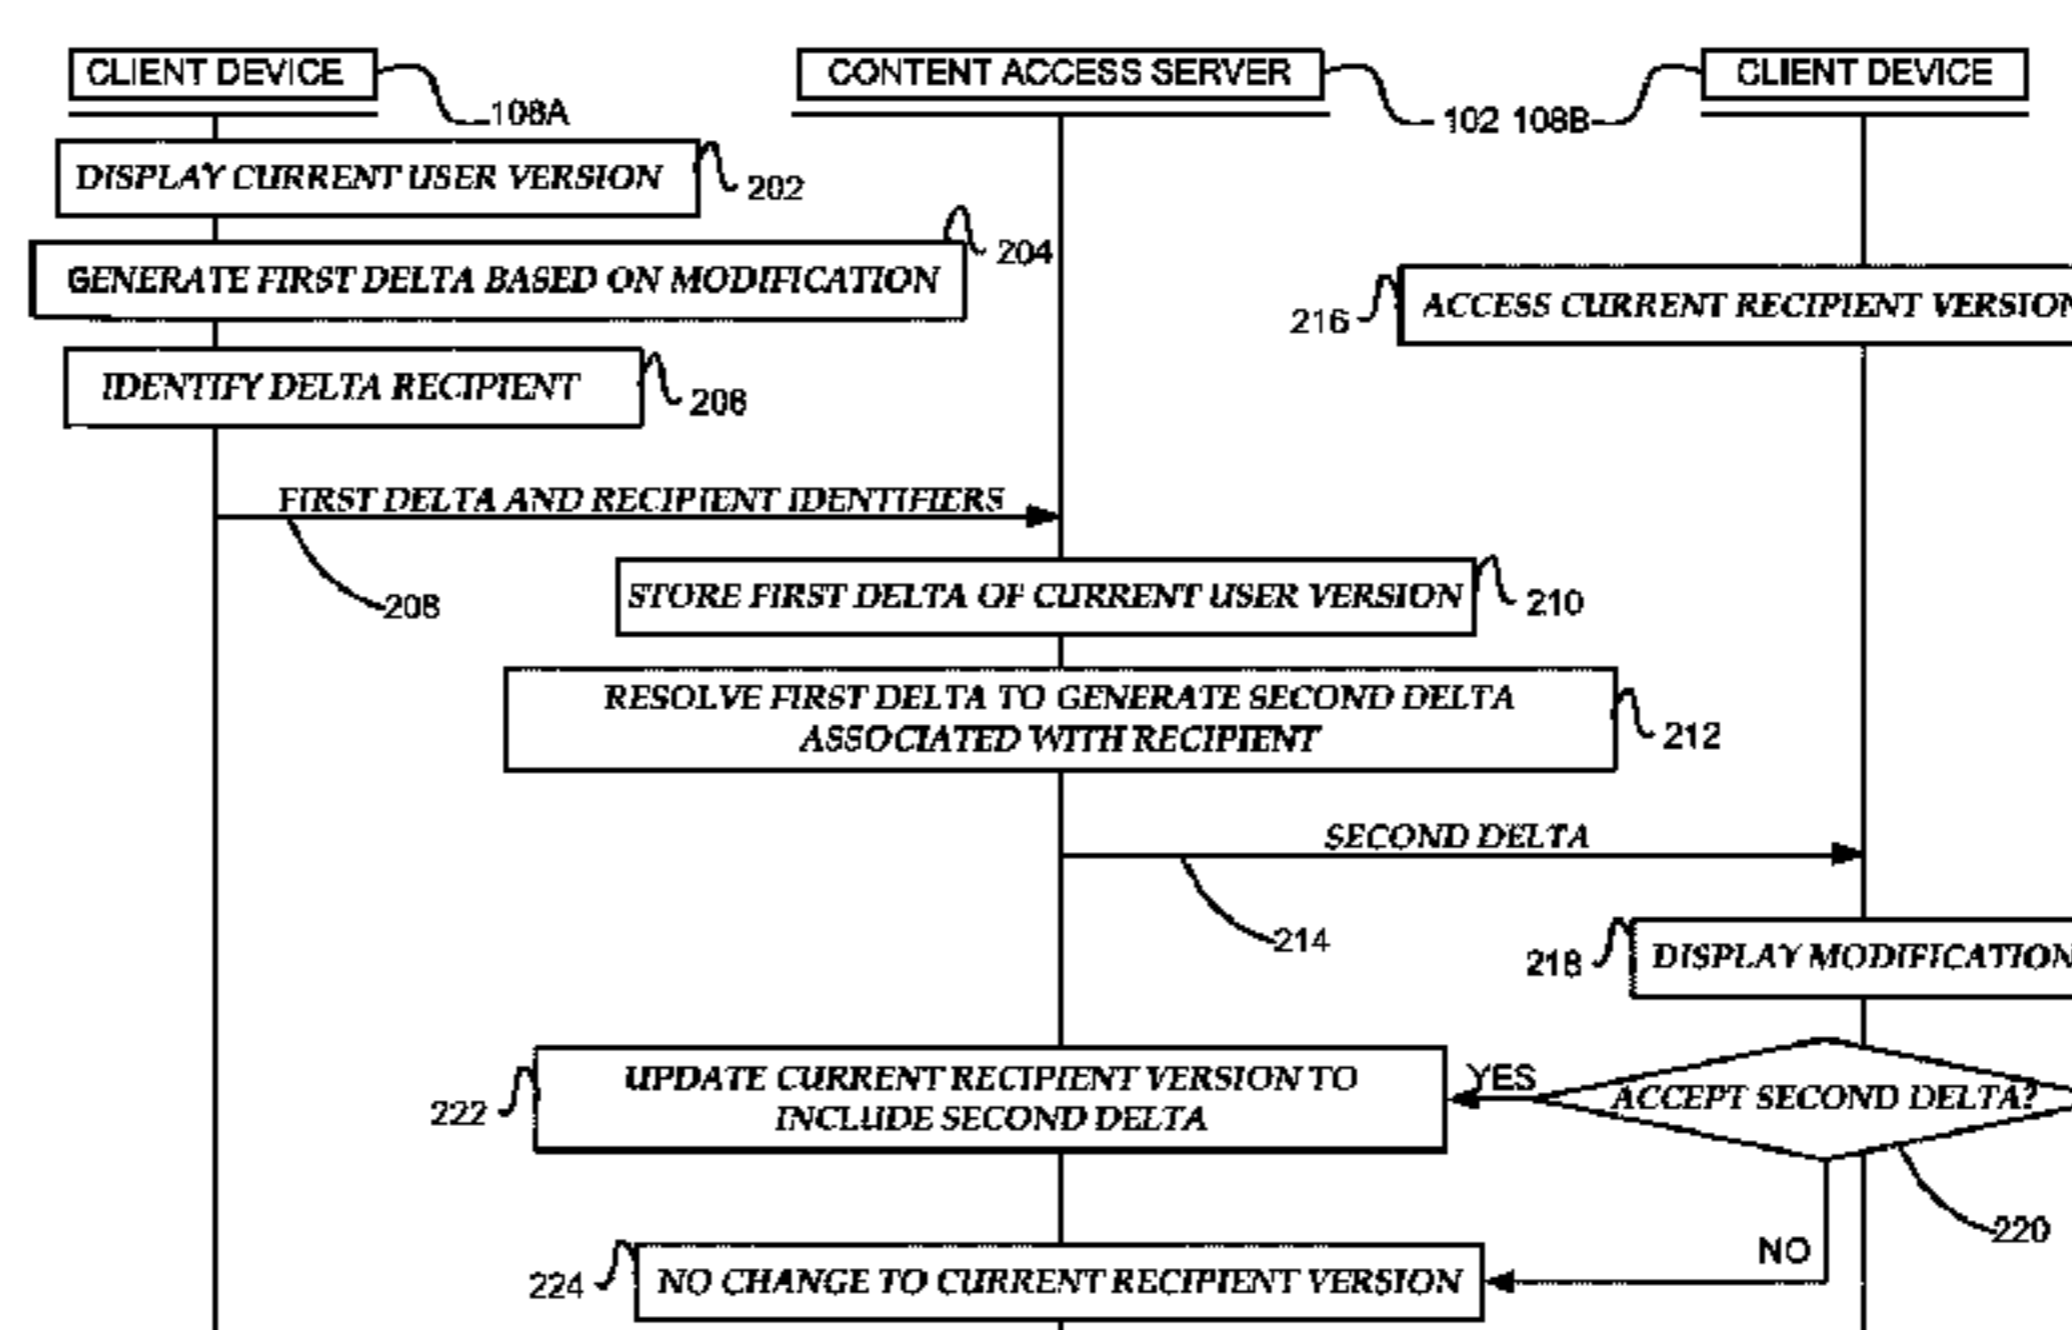 CLIENT DEVICE
108A
CONTENT ACCESS SERVER
102
108B
CLIENT DEVICE
DISPLAY CURRENT USER VERSION
202
GENERATE FIRST DELTA BASED ON MODIFICATION
204
216
ACCESS CURRENT RECIPIENT VERSION
IDENTIFY DELTA RECIPIENT
206
FIRST DELTA AND RECIPIENT IDENTIFIERS
208
STORE FIRST DELTA OF CURRENT USER VERSION
210
RESOLVE FIRST DELTA TO GENERATE SECOND DELTA
ASSOCIATED WITH RECIPIENT
212
SECOND DELTA
214
218
DISPLAY MODIFICATION
222
UPDATE CURRENT RECIPIENT VERSION TO
INCLUDE SECOND DELTA
YES
ACCEPT SECOND DELTA?
220
NO
224
NO CHANGE TO CURRENT RECIPIENT VERSION